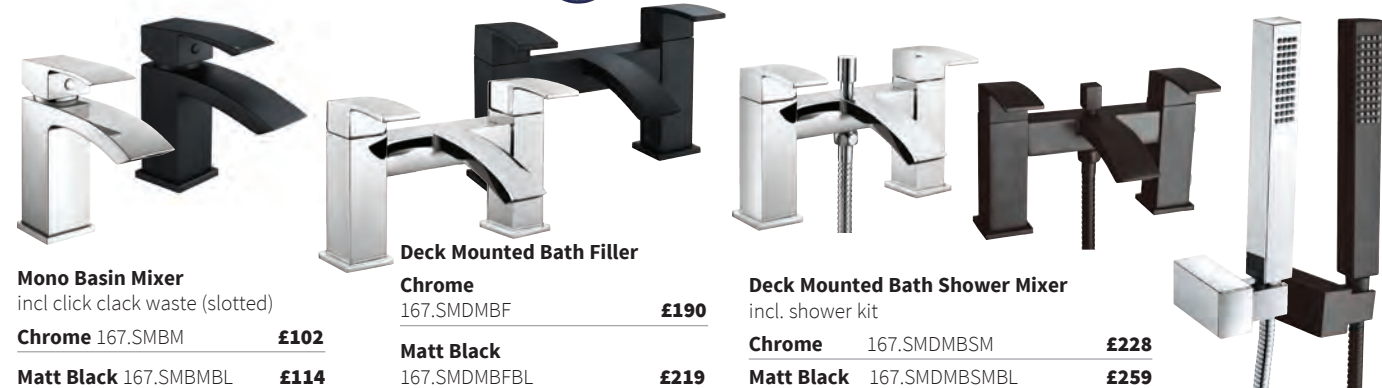 Mono Basin Mixer
incl click clack waste (slotted)
Chrome 167.SMBM £102
Matt Black 167.SMBMBL £114
Deck Mounted Bath Filler
Chrome
167.SMDMBF £190
Matt Black
167.SMDMBFBL £219
Deck Mounted Bath Shower Mixer
incl. shower kit
Chrome 167.SMDMBSM £228
Matt Black 167.SMDMBSMBL £259